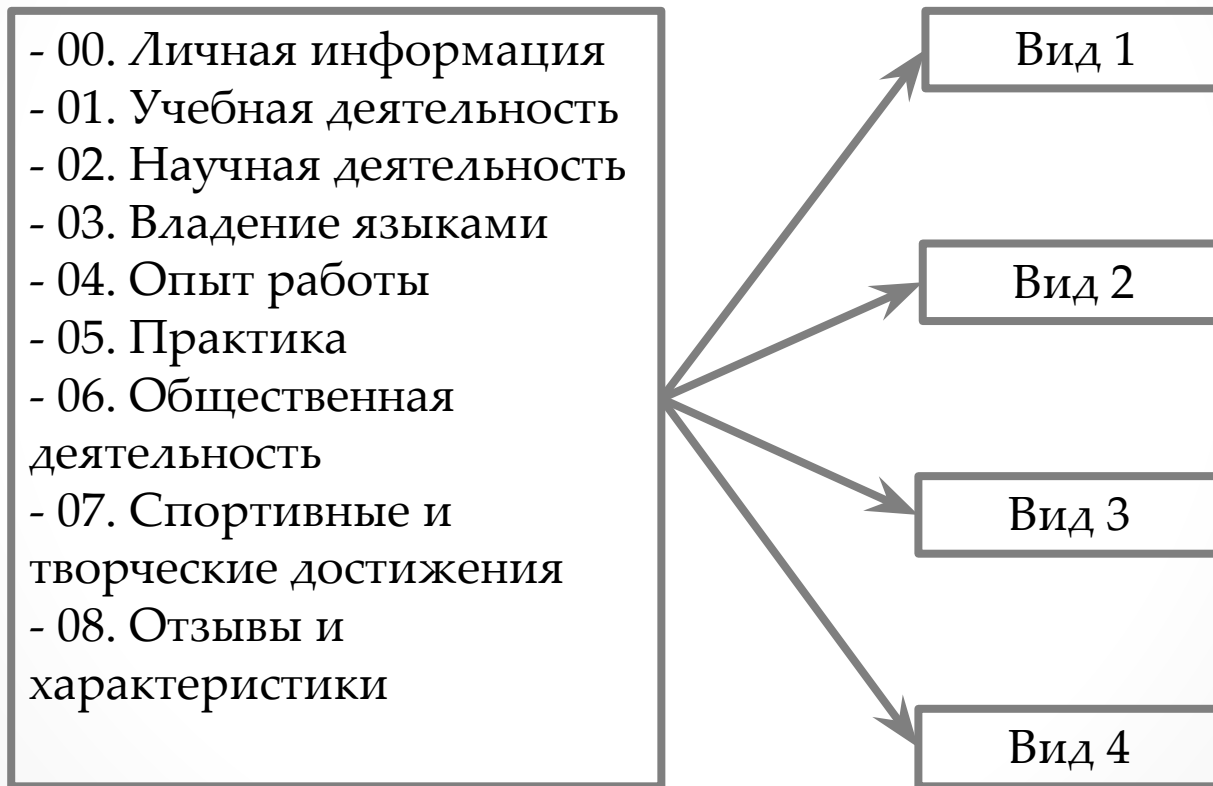 - 00. Личная информация
- 01. Учебная деятельность
- 02. Научная деятельность
- 03. Владение языками
- 04. Опыт работы
- 05. Практика
- 06. Общественная
деятельность
- 07. Спортивные и
творческие достижения
- 08. Отзывы и
характеристики
Вид 1
Вид 2
Вид 3
Вид 4